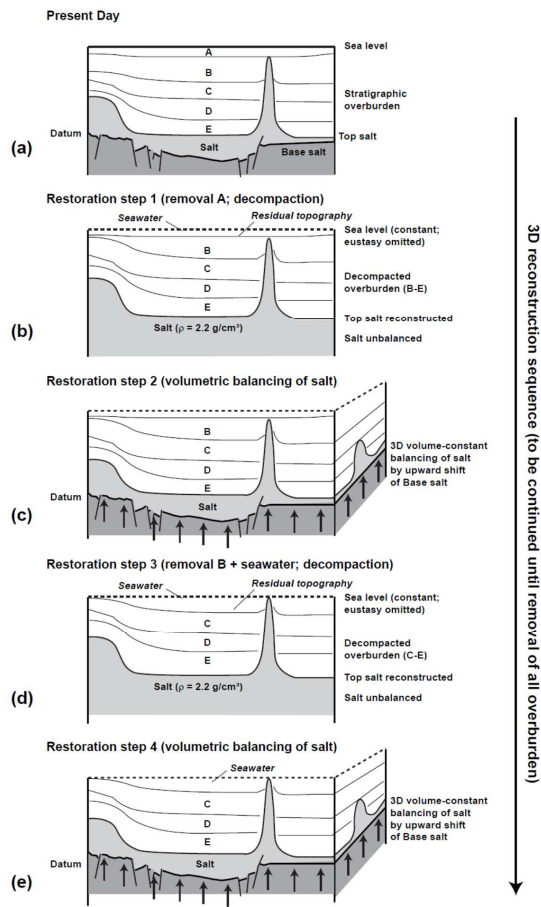 Present Day
A
B
C
D
E
Sea level
Stratigraphic
overburden
Datum
Top salt
Salt
Base salt
(a)
Restoration step 1 (removal A; decompaction)
Seawater
Residual topography
Sea level (constant;
eustasy omitted)
B
C
D
E
Decompacted
overburden (B-E)
Top salt reconstructed
Salt (ρ = 2.2 g/cm³)
Salt unbalanced
(b)
Restoration step 2 (volumetric balancing of salt)
B
C
D
E
3D volume-constant
balancing of salt
by upward shift
of Base salt
Datum
Salt
(c)
Restoration step 3 (removal B + seawater; decompaction)
Seawater
Residual topography
Sea level (constant;
eustasy omitted)
C
D
E
Decompacted
overburden (C-E)
Top salt reconstructed
Salt (ρ = 2.2 g/cm³)
Salt unbalanced
(d)
Restoration step 4 (volumetric balancing of salt)
Seawater
C
D
E
3D volume-constant
balancing of salt
by upward shift
of Base salt
Datum
Salt
(e)
3D reconstruction sequence (to be continued until removal of all overburden)